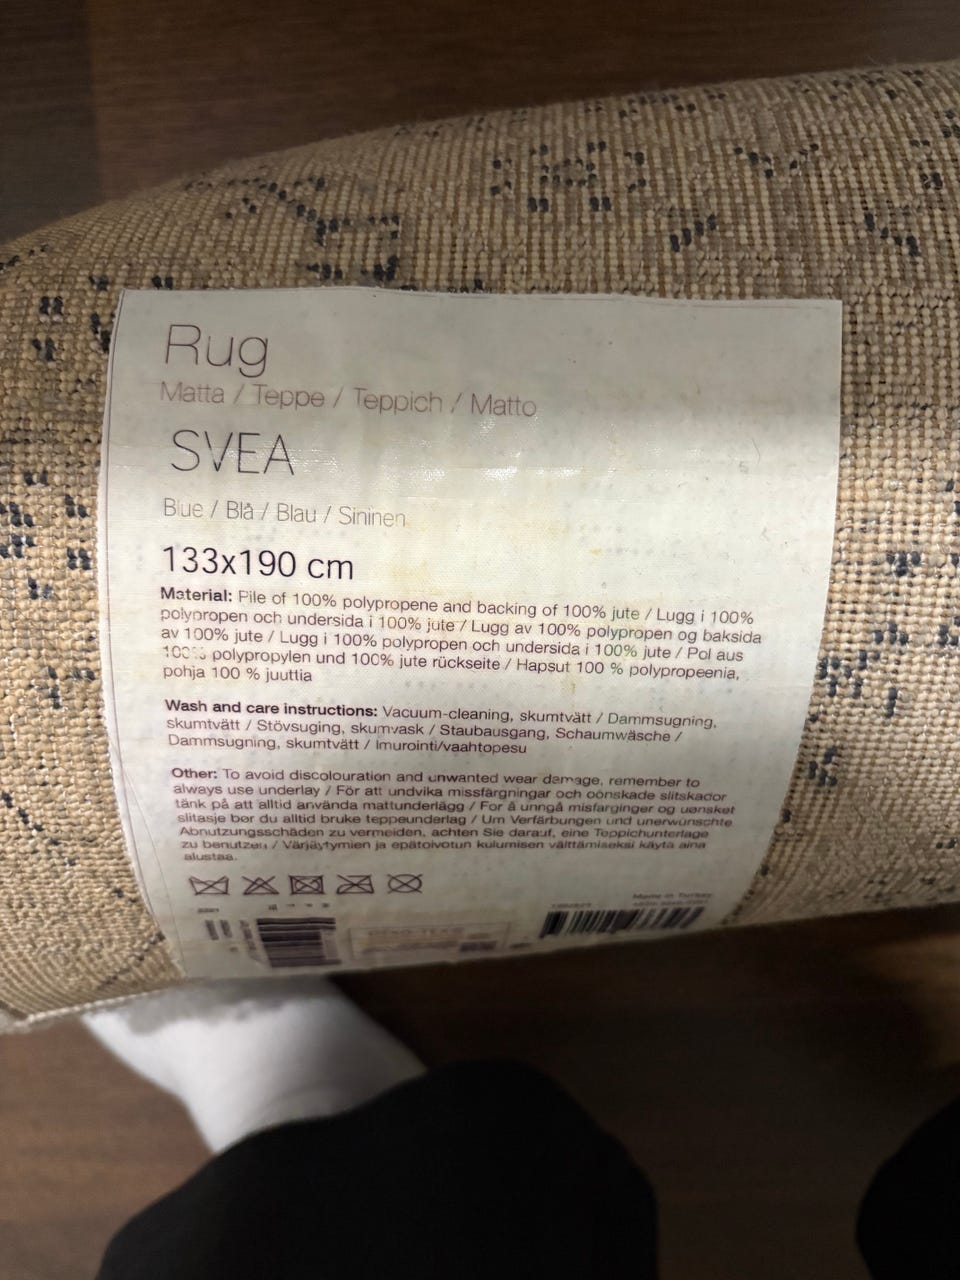 Rug
Matta / Teppe / Teppich / Matto
SVEA
Blue / Blå / Blau / Sininen
133x190 cm
Material: Pile of 100% polypropene and backing of 100% jute / Lugg i 100%
polypropen och undersida i 100% jute / Lugg av 100% polypropen og baksida
av 100% jute / Lugg i 100% polypropen och undersida i 100% jute / Pol aus
100% polypropylen und 100% jute rückseite / Hapsut 100 % polypropeenia,
pohja 100 % juuttia
Wash and care instructions: Vacuum-cleaning, skumtvätt / Dammsugning,
skumtvätt / Stövsuging, skumvask / Staubausgang, Schaumwäsche /
Dammsugning, skumtvätt / Imurointi/vaahtopesu
Other: To avoid discolouration and unwanted wear damage, remember to
always use underlay / För att undvika missfärgningar och oönskade slitskador
tänk på att alltid använda mattunderlägg / For å unngå misfarginger og uønsket
slitasje bør du alltid bruke teppeunderlag / Um Verfärbungen und unerwünschte
Abnutzungsschäden zu vermeiden, achten Sie darauf, eine Teppichunterlage
zu benutzen / Värjäytymien ja epätoivotun kulumisen välttämiseksi käytä aina
alustaa.
Made in Turkey